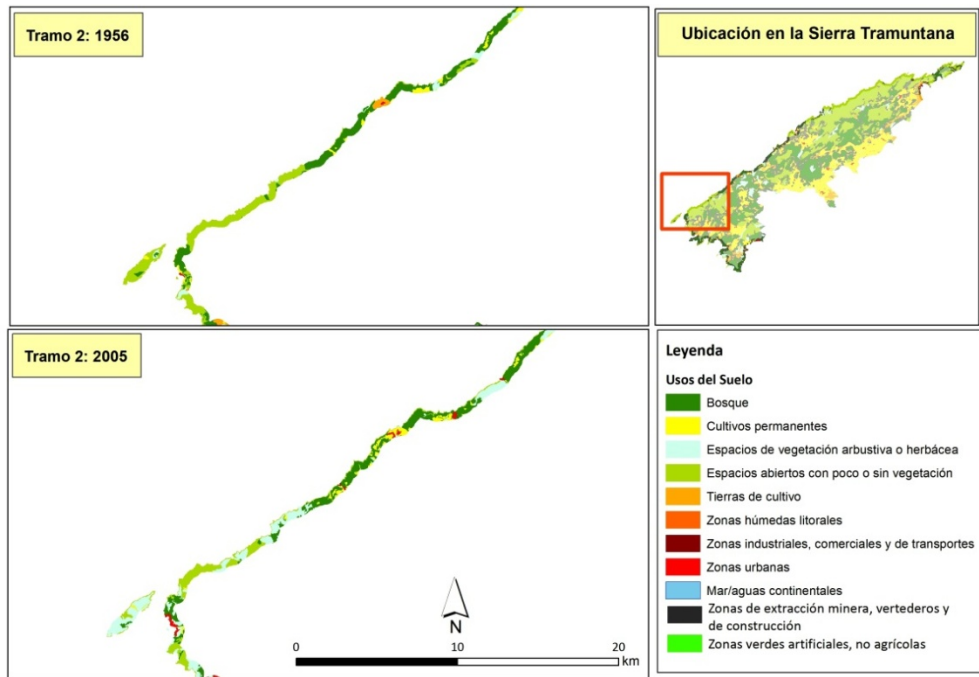 Tramo 2: 1956
Ubicación en la Sierra Tramuntana
Tramo 2: 2005
N
0 10 20
km
Leyenda
Usos del Suelo
Bosque
Cultivos permanentes
Espacios de vegetación arbustiva o herbácea
Espacios abiertos con poco o sin vegetación
Tierras de cultivo
Zonas húmedas litorales
Zonas industriales, comerciales y de transportes
Zonas urbanas
Mar/aguas continentales
Zonas de extracción minera, vertederos y
de construcción
Zonas verdes artificiales, no agrícolas